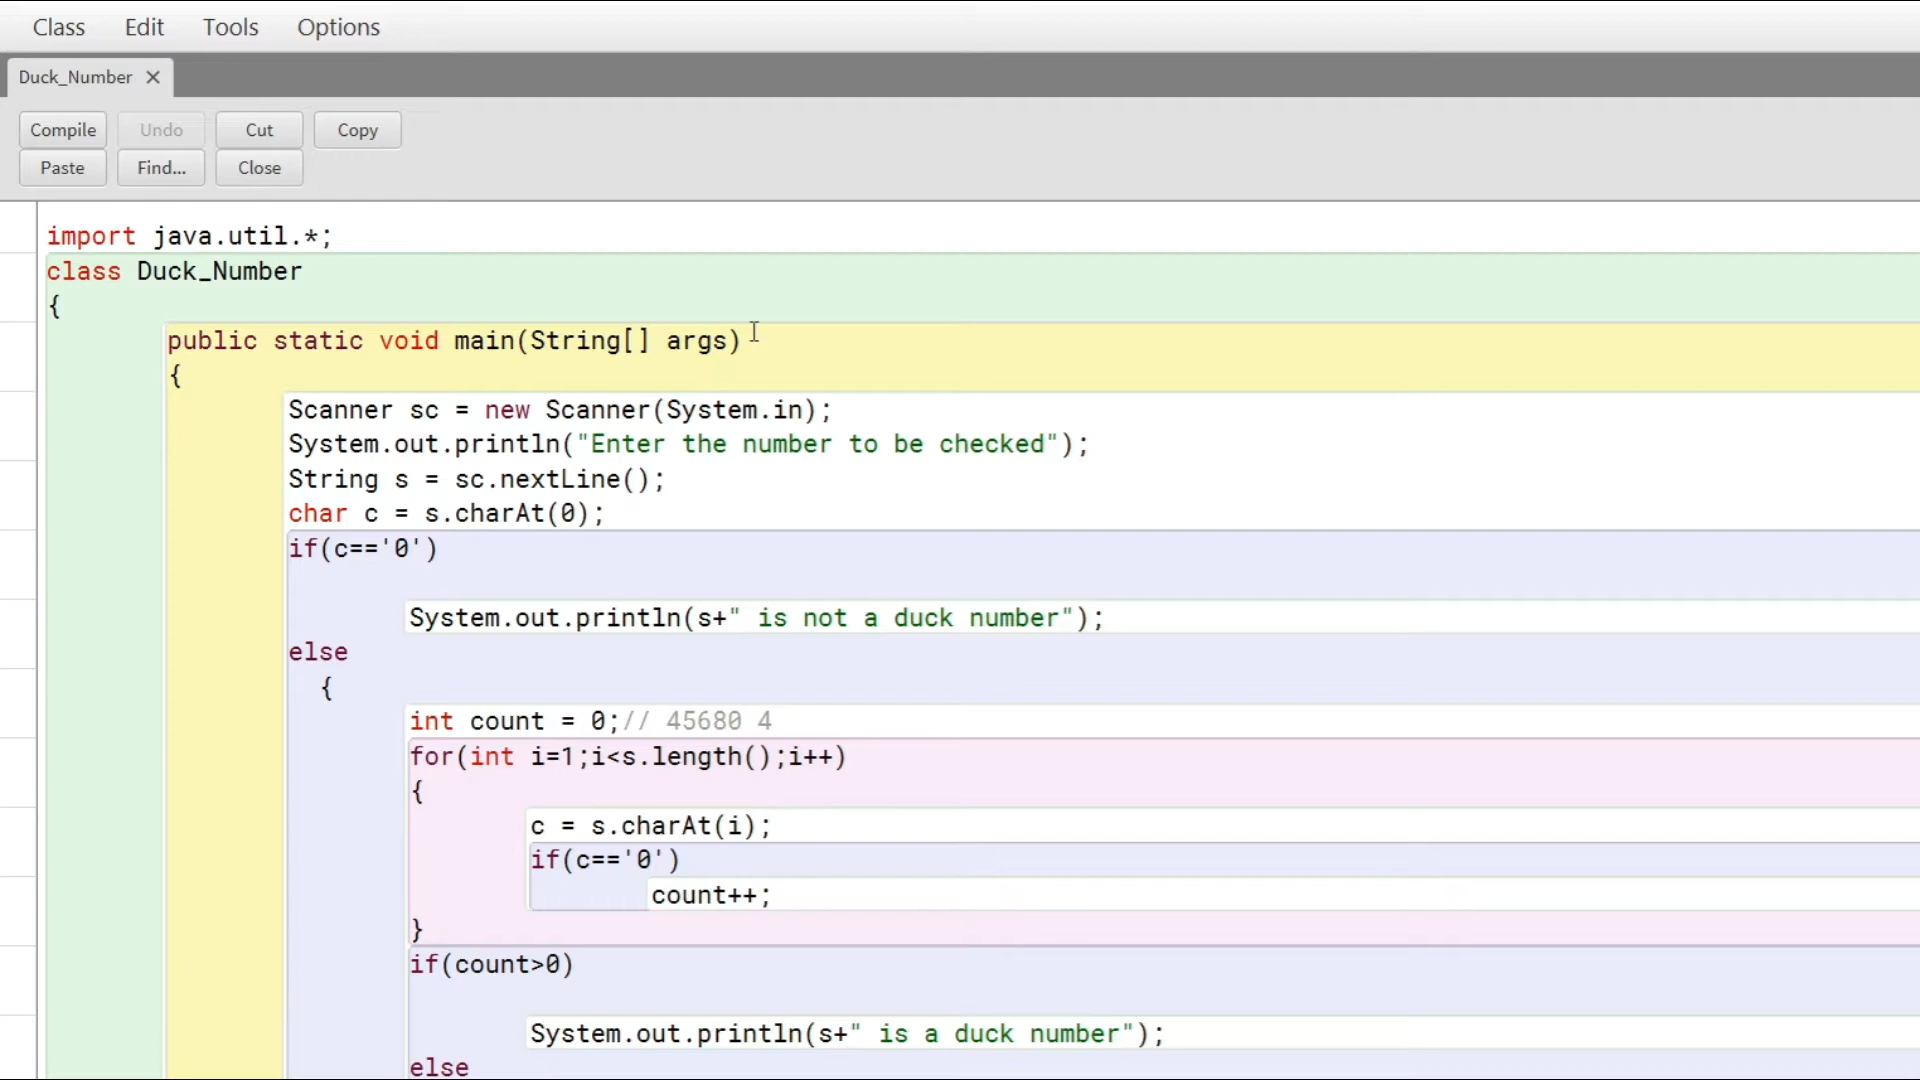 Class Edit Tools Options
Duck_Number ×
Compile Undo Cut Copy
Paste Find... Close
import java.util.*;
class Duck_Number
{
public static void main(String[] args)
{
Scanner sc = new Scanner(System.in);
System.out.println("Enter the number to be checked");
String s = sc.nextLine();
char c = s.charAt(0);
if(c=='0')
System.out.println(s+" is not a duck number");
else
{
int count = 0;// 45680 4
for(int i=1;i<s.length();i++)
{
c = s.charAt(i);
if(c=='0')
count++;
}
if(count>0)
System.out.println(s+" is a duck number");
else